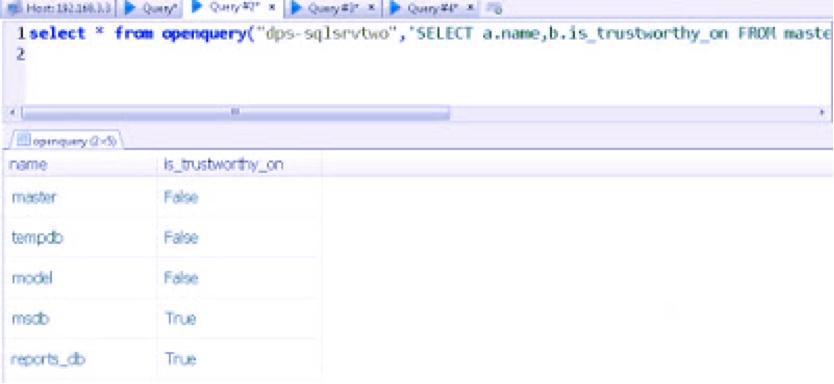 Host: 192.168.3.3 Query* Query #2* × Query #3* × Query #4* ×
1 select * from openquery("dps-sqlsrvtwo",'SELECT a.name,b.is_trustworthy_on FROM maste
2
openquery (2×5)
name is_trustworthy_on
master False
tempdb False
model False
msdb True
reports_db True